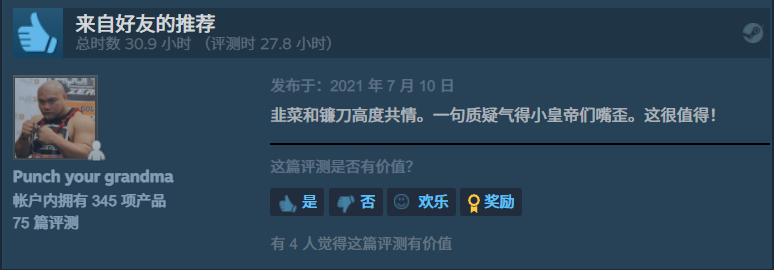 来自好友的推荐
总时数 30.9 小时 （评测时 27.8 小时）
发布于：2021 年 7 月 10 日
韭菜和镰刀高度共情。一句质疑气得小皇帝们嘴歪。这很值得！
Punch your grandma
帐户内拥有 345 项产品
75 篇评测
这篇评测是否有价值？
是 否 欢乐 奖励
有 4 人觉得这篇评测有价值